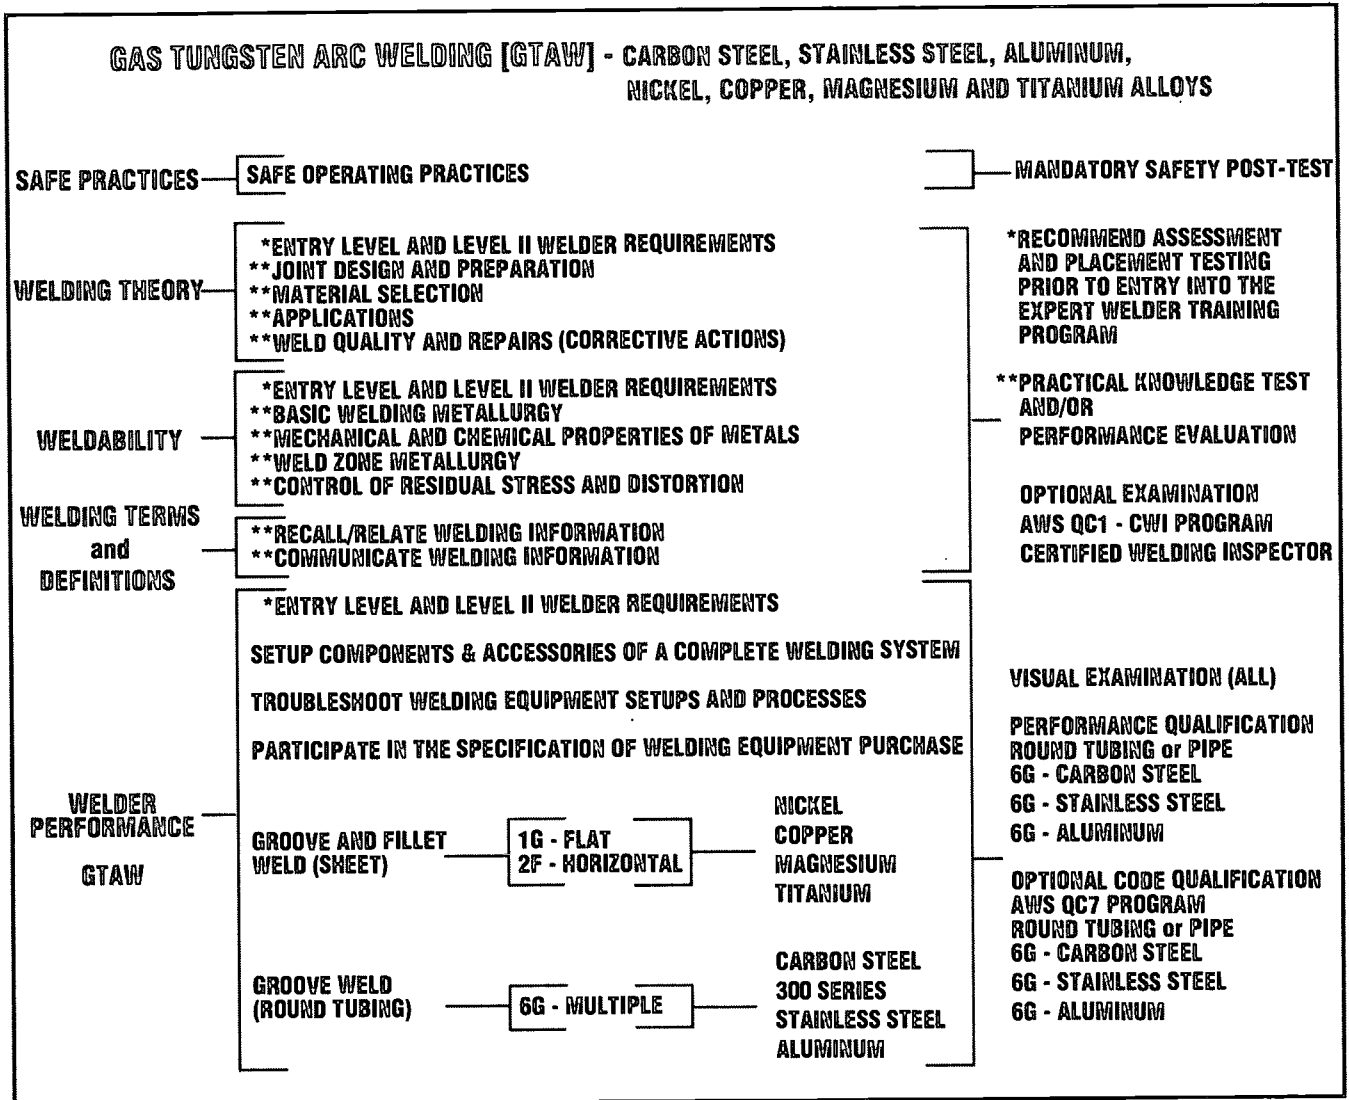 GAS TUNGSTEN ARC WELDING [GTAW] - CARBON STEEL, STAINLESS STEEL, ALUMINUM,
NICKEL, COPPER, MAGNESIUM AND TITANIUM ALLOYS
SAFE PRACTICES
SAFE OPERATING PRACTICES
MANDATORY SAFETY POST-TEST
WELDING THEORY
*ENTRY LEVEL AND LEVEL II WELDER REQUIREMENTS
**JOINT DESIGN AND PREPARATION
**MATERIAL SELECTION
**APPLICATIONS
**WELD QUALITY AND REPAIRS (CORRECTIVE ACTIONS)
WELDABILITY
*ENTRY LEVEL AND LEVEL II WELDER REQUIREMENTS
**BASIC WELDING METALLURGY
**MECHANICAL AND CHEMICAL PROPERTIES OF METALS
**WELD ZONE METALLURGY
**CONTROL OF RESIDUAL STRESS AND DISTORTION
WELDING TERMS
and
DEFINITIONS
**RECALL/RELATE WELDING INFORMATION
**COMMUNICATE WELDING INFORMATION
*RECOMMEND ASSESSMENT
AND PLACEMENT TESTING
PRIOR TO ENTRY INTO THE
EXPERT WELDER TRAINING
PROGRAM
**PRACTICAL KNOWLEDGE TEST
AND/OR
PERFORMANCE EVALUATION
OPTIONAL EXAMINATION
AWS QC1 - CWI PROGRAM
CERTIFIED WELDING INSPECTOR
WELDER
PERFORMANCE
GTAW
*ENTRY LEVEL AND LEVEL II WELDER REQUIREMENTS
SETUP COMPONENTS & ACCESSORIES OF A COMPLETE WELDING SYSTEM
TROUBLESHOOT WELDING EQUIPMENT SETUPS AND PROCESSES
PARTICIPATE IN THE SPECIFICATION OF WELDING EQUIPMENT PURCHASE
GROOVE AND FILLET
WELD (SHEET)
1G - FLAT
2F - HORIZONTAL
NICKEL
COPPER
MAGNESIUM
TITANIUM
GROOVE WELD
(ROUND TUBING)
6G - MULTIPLE
CARBON STEEL
300 SERIES
STAINLESS STEEL
ALUMINUM
VISUAL EXAMINATION (ALL)
PERFORMANCE QUALIFICATION
ROUND TUBING or PIPE
6G - CARBON STEEL
6G - STAINLESS STEEL
6G - ALUMINUM
OPTIONAL CODE QUALIFICATION
AWS QC7 PROGRAM
ROUND TUBING or PIPE
6G - CARBON STEEL
6G - STAINLESS STEEL
6G - ALUMINUM